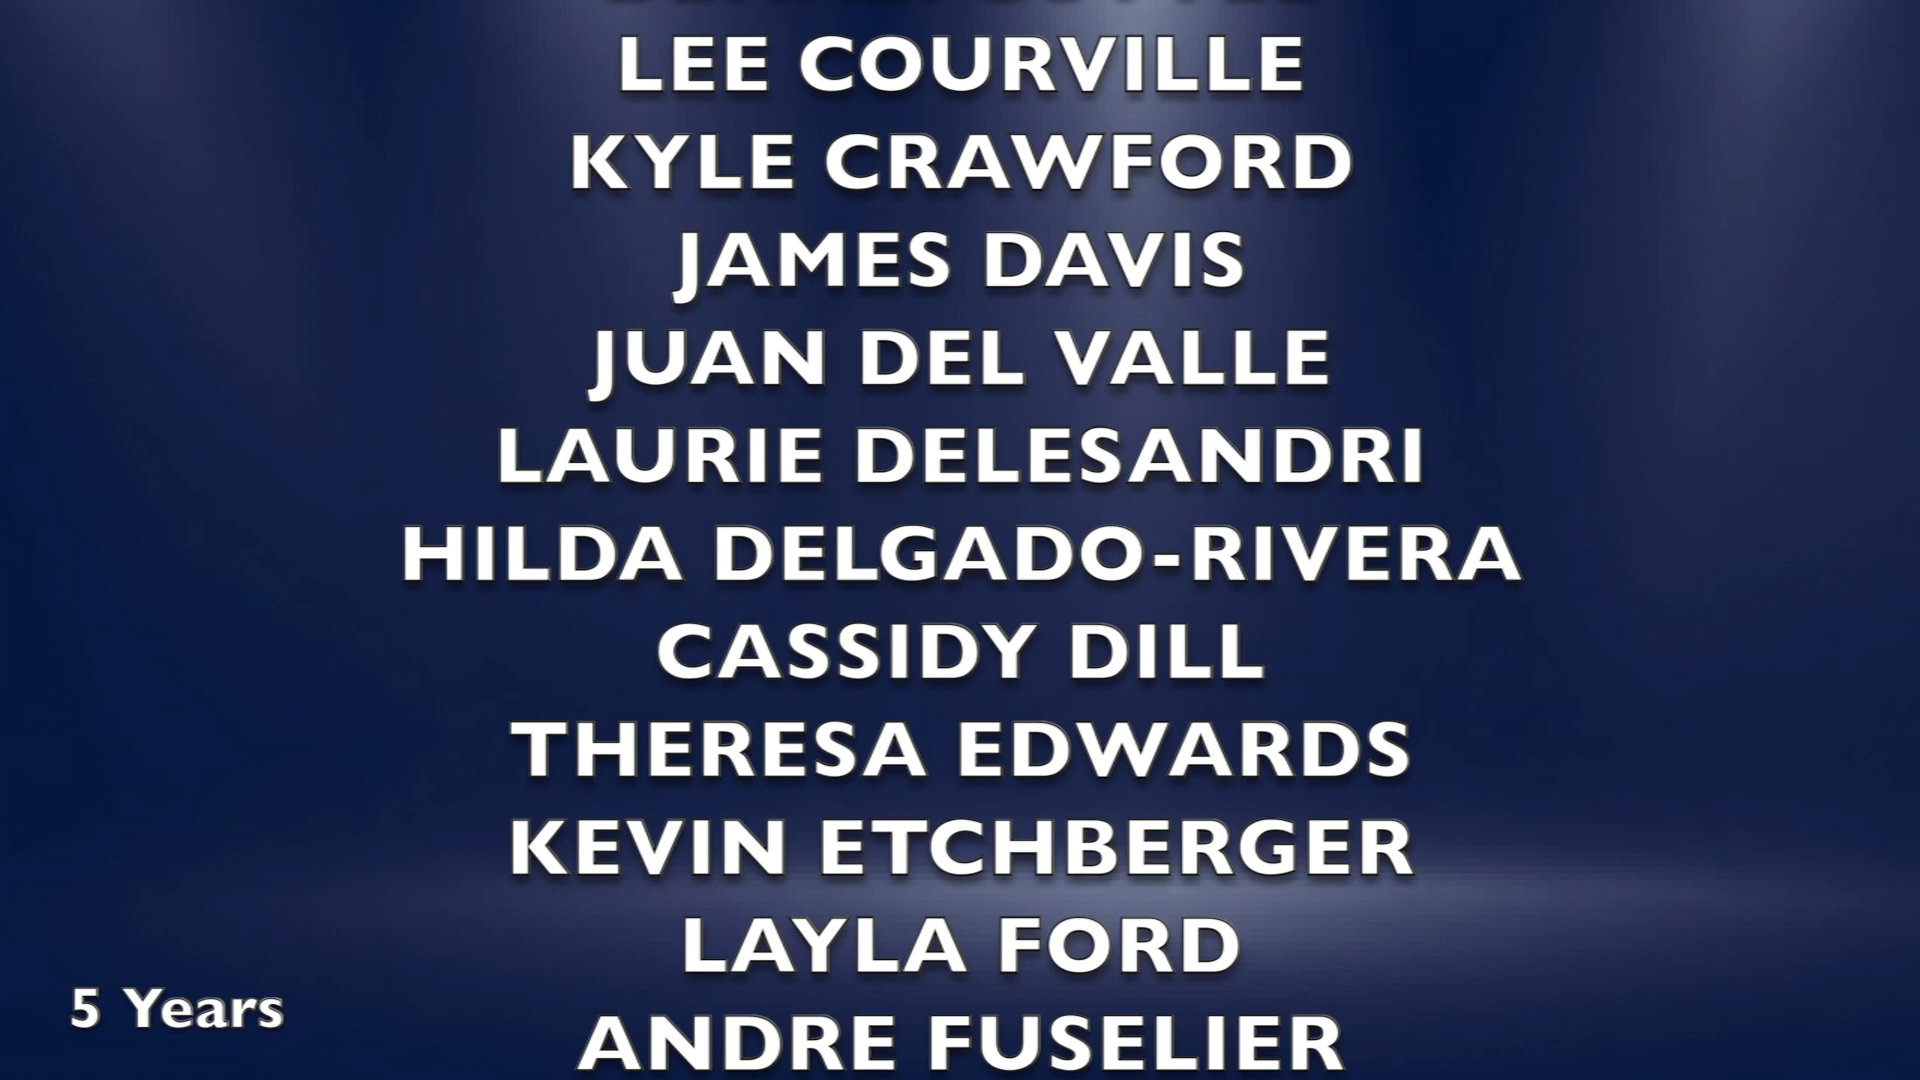 LEE COURVILLE
KYLE CRAWFORD
JAMES DAVIS
JUAN DEL VALLE
LAURIE DELESANDRI
HILDA DELGADO-RIVERA
CASSIDY DILL
THERESA EDWARDS
KEVIN ETCHBERGER
LAYLA FORD
5 Years
ANDRE FUSELIER